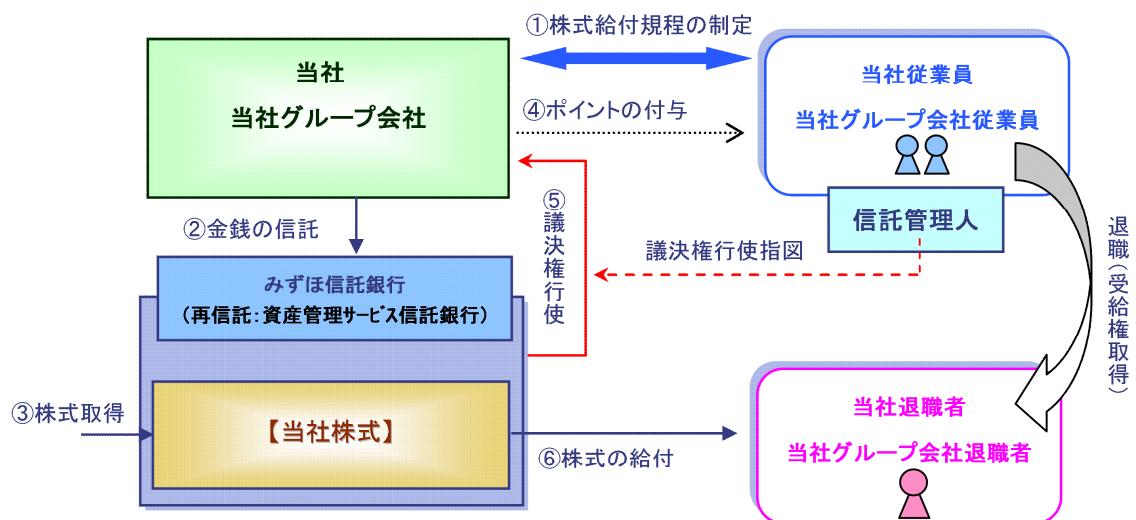 ①株式給付規程の制定
当社
当社グループ会社
当社従業員
当社グループ会社従業員
④ポイントの付与
信託管理人
②金銭の信託
⑤議決権行使
議決権行使指図
退職(受給権取得)
みずほ信託銀行
(再信託:資産管理サービス信託銀行)
③株式取得
【当社株式】
⑥株式の給付
当社退職者
当社グループ会社退職者